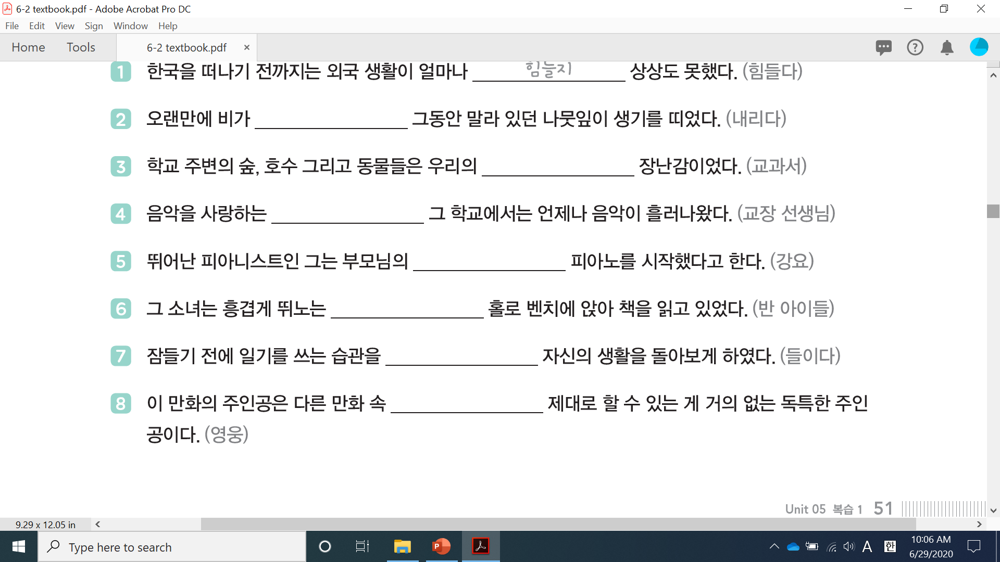 6-2 textbook.pdf - Adobe Acrobat Pro DC
File Edit View Sign Window Help
Home Tools 6-2 textbook.pdf ×
1 한국을 떠나기 전까지는 외국 생활이 얼마나 힘들지 상상도 못했다. (힘들다)
2 오랜만에 비가 ________ 그동안 말라 있던 나뭇잎이 생기를 띠었다. (내리다)
3 학교 주변의 숲, 호수 그리고 동물들은 우리의 ________ 장난감이었다. (교과서)
4 음악을 사랑하는 ________ 그 학교에서는 언제나 음악이 흘러나왔다. (교장 선생님)
5 뛰어난 피아니스트인 그는 부모님의 ________ 피아노를 시작했다고 한다. (강요)
6 그 소녀는 흥겹게 뛰노는 ________ 홀로 벤치에 앉아 책을 읽고 있었다. (반 아이들)
7 잠들기 전에 일기를 쓰는 습관을 ________ 자신의 생활을 돌아보게 하였다. (들이다)
8 이 만화의 주인공은 다른 만화 속 ________ 제대로 할 수 있는 게 거의 없는 독특한 주인
공이다. (영웅)
Unit 05 복습 1 51
9.29 x 12.05 in
Type here to search
A 한 10:06 AM
6/29/2020